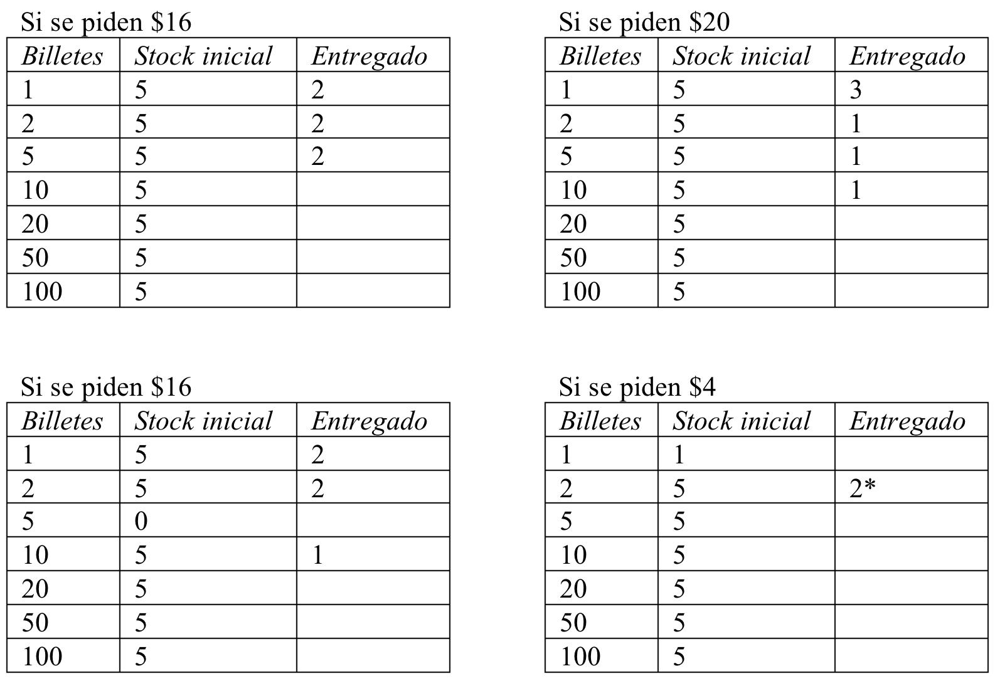 Si se piden $16
Billetes Stock inicial Entregado
1 5 2
2 5 2
5 5 2
10 5
20 5
50 5
100 5
Si se piden $20
Billetes Stock inicial Entregado
1 5 3
2 5 1
5 5 1
10 5 1
20 5
50 5
100 5
Si se piden $16
Billetes Stock inicial Entregado
1 5 2
2 5 2
5 0
10 5 1
20 5
50 5
100 5
Si se piden $4
Billetes Stock inicial Entregado
1 1
2 5 2*
5 5
10 5
20 5
50 5
100 5